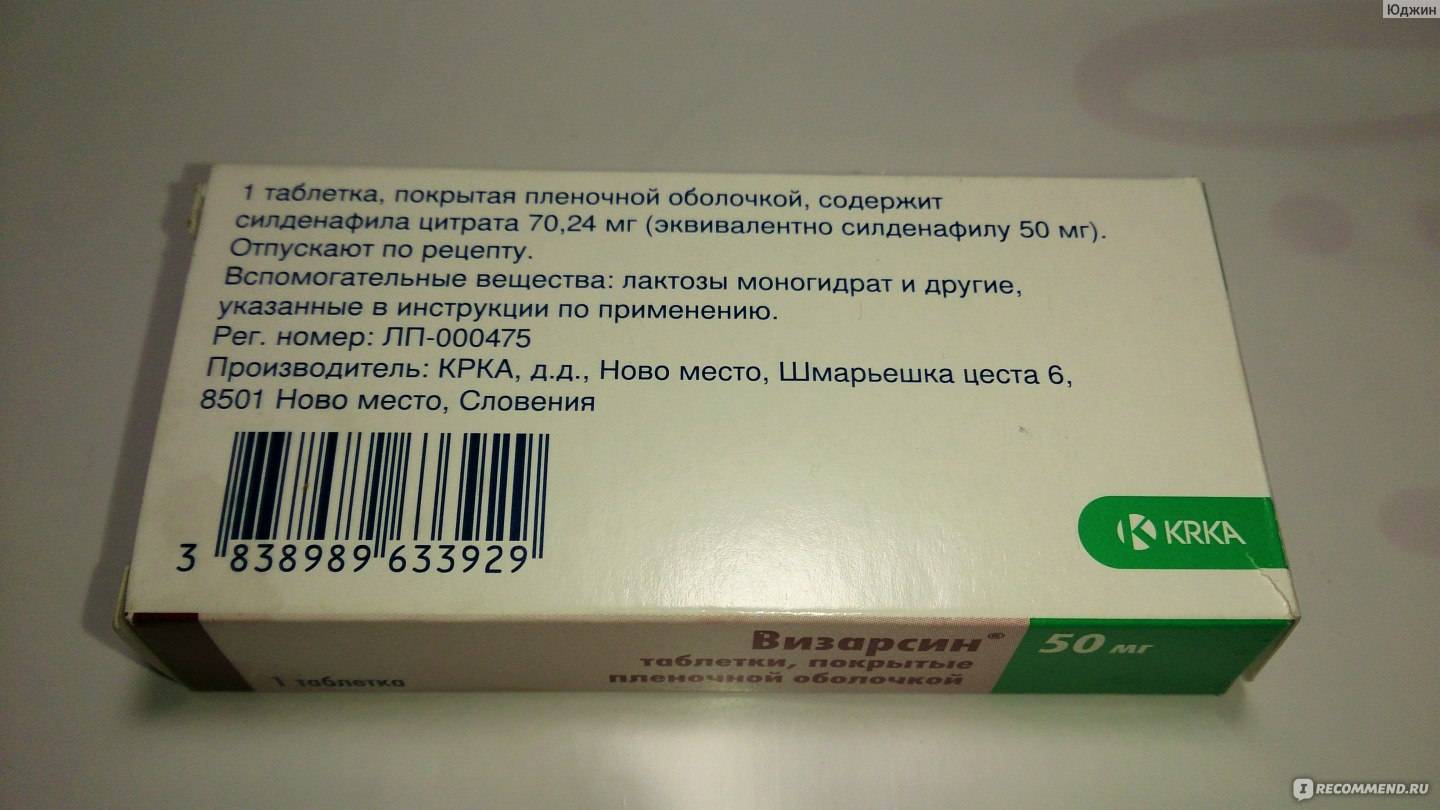 Юджин
1 таблетка, покрытая пленочной оболочкой, содержит
силденафила цитрата 70,24 мг (эквивалентно силденафилу 50 мг).
Отпускают по рецепту.
Вспомогательные вещества: лактозы моногидрат и другие,
указанные в инструкции по применению.
Рег. номер: ЛП-000475
Производитель: КРКА, д.д., Ново место, Шмарьешка цеста 6,
8501 Ново место, Словения
3 838989 633929
KRKA
Визарсин® 50 мг
таблетки, покрытые
пленочной оболочкой
1 таблетка
IRECOMMEND.RU